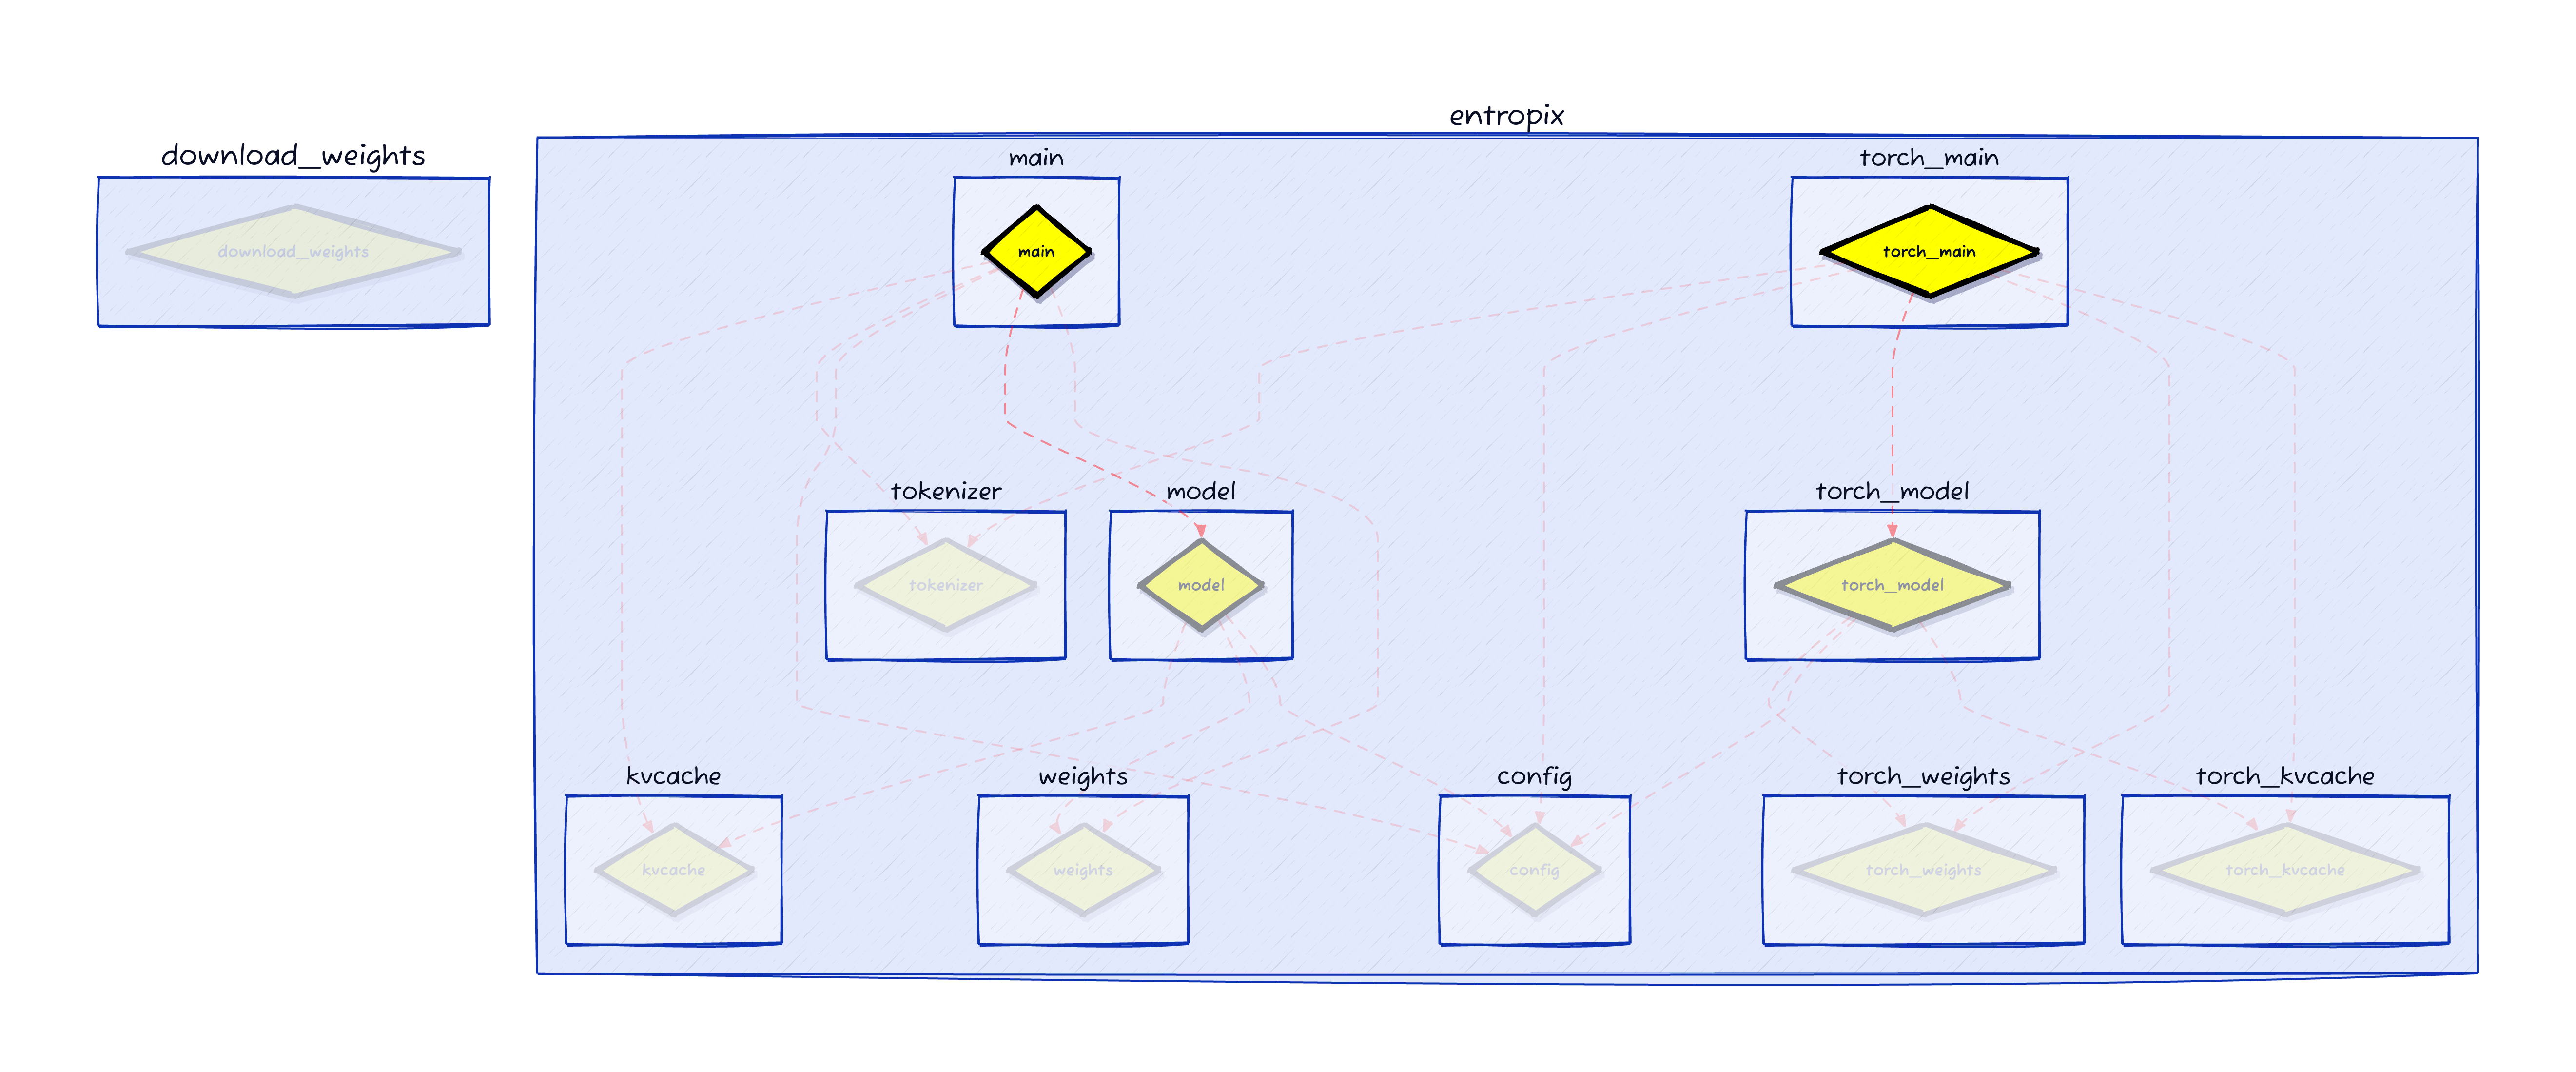 entropix
download_weights
download_weights
main
main
torch_main
torch_main
tokenizer
tokenizer
model
model
torch_model
torch_model
kvcache
kvcache
weights
weights
config
config
torch_weights
torch_weights
torch_kvcache
torch_kvcache